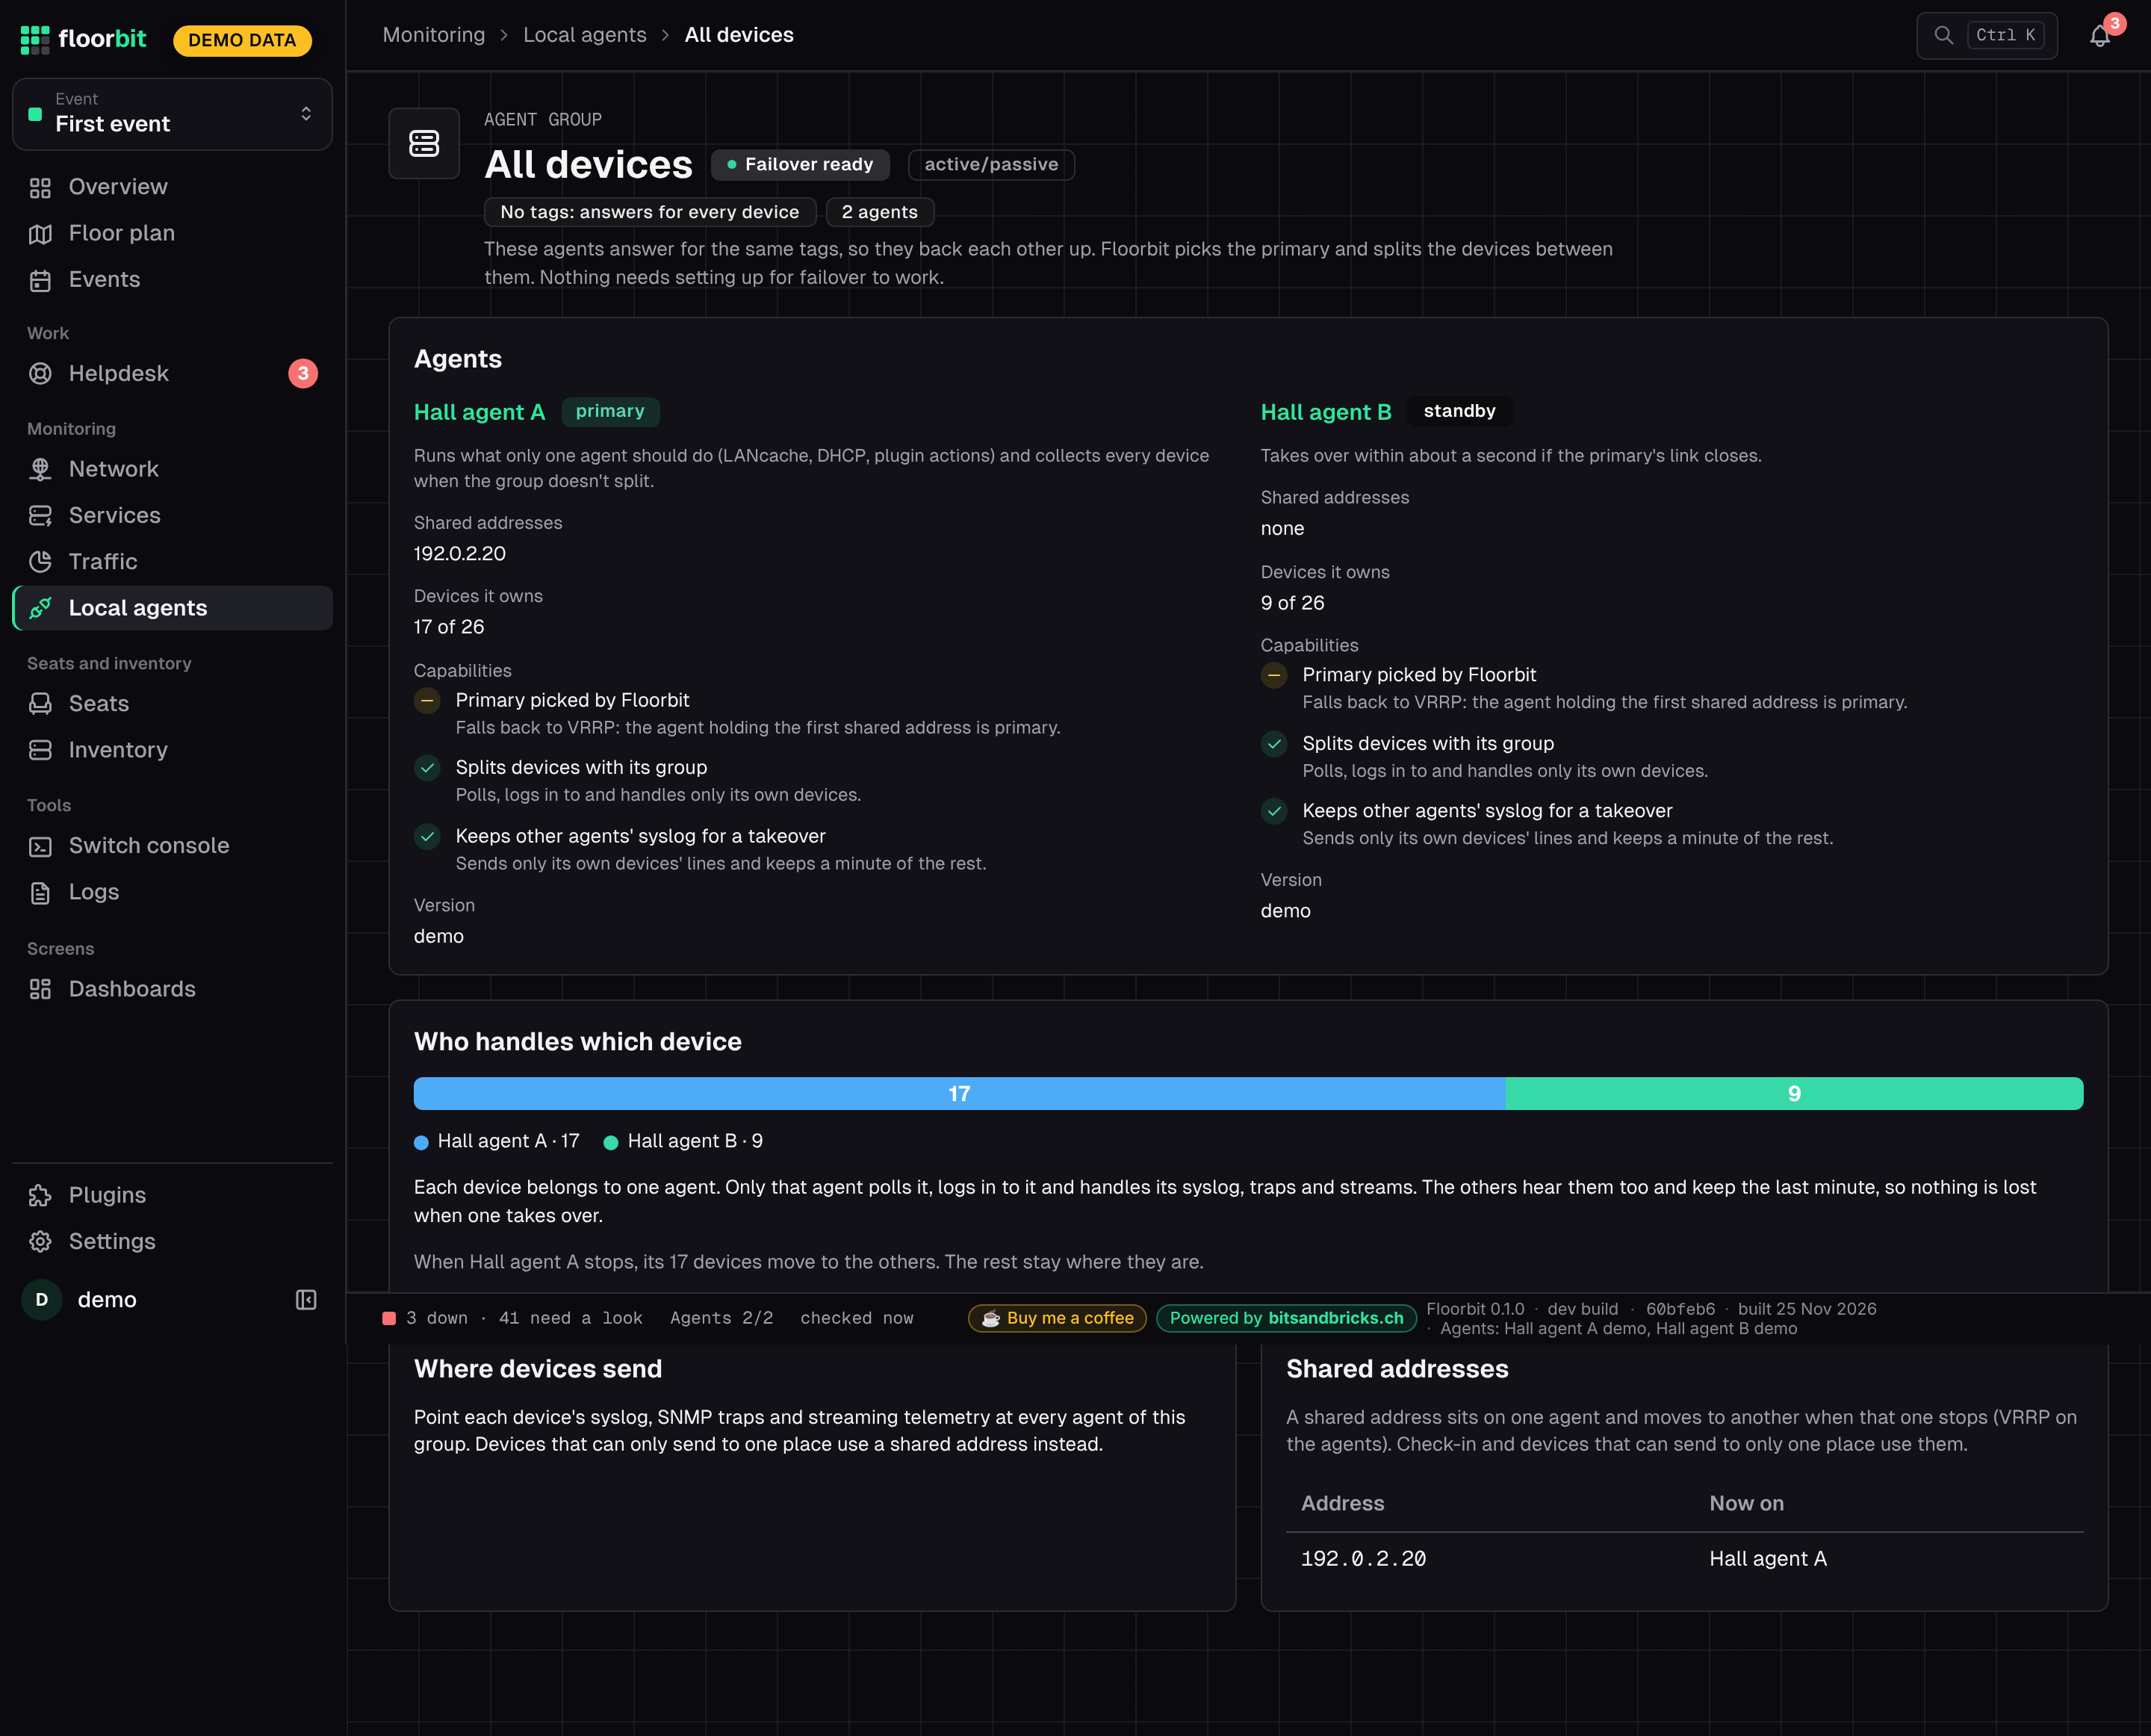 floorbit
DEMO DATA
Event
First event
Overview
Floor plan
Events
Work
Helpdesk
3
Monitoring
Network
Services
Traffic
Local agents
Seats and inventory
Seats
Inventory
Tools
Switch console
Logs
Screens
Dashboards
Plugins
Settings
D
demo
Monitoring > Local agents > All devices
Ctrl K
3
AGENT GROUP
All devices
Failover ready
active/passive
No tags: answers for every device
2 agents
These agents answer for the same tags, so they back each other up. Floorbit picks the primary and splits the devices between
them. Nothing needs setting up for failover to work.
Agents
Hall agent A
primary
Runs what only one agent should do (LANcache, DHCP, plugin actions) and collects every device
when the group doesn't split.
Shared addresses
192.0.2.20
Devices it owns
17 of 26
Capabilities
Primary picked by Floorbit
Falls back to VRRP: the agent holding the first shared address is primary.
Splits devices with its group
Polls, logs in to and handles only its own devices.
Keeps other agents' syslog for a takeover
Sends only its own devices' lines and keeps a minute of the rest.
Version
demo
Hall agent B
standby
Takes over within about a second if the primary's link closes.
Shared addresses
none
Devices it owns
9 of 26
Capabilities
Primary picked by Floorbit
Falls back to VRRP: the agent holding the first shared address is primary.
Splits devices with its group
Polls, logs in to and handles only its own devices.
Keeps other agents' syslog for a takeover
Sends only its own devices' lines and keeps a minute of the rest.
Version
demo
Who handles which device
17
9
Hall agent A · 17
Hall agent B · 9
Each device belongs to one agent. Only that agent polls it, logs in to it and handles its syslog, traps and streams. The others hear them too and keep the last minute, so nothing is lost
when one takes over.
When Hall agent A stops, its 17 devices move to the others. The rest stay where they are.
3 down · 41 need a look
Agents 2/2
checked now
Buy me a coffee
Powered by bitsandbricks.ch
Floorbit 0.1.0 · dev build · 60bfeb6 · built 25 Nov 2026
· Agents: Hall agent A demo, Hall agent B demo
Where devices send
Point each device's syslog, SNMP traps and streaming telemetry at every agent of this
group. Devices that can only send to one place use a shared address instead.
Shared addresses
A shared address sits on one agent and moves to another when that one stops (VRRP on
the agents). Check-in and devices that can send to only one place use them.
Address
Now on
192.0.2.20
Hall agent A